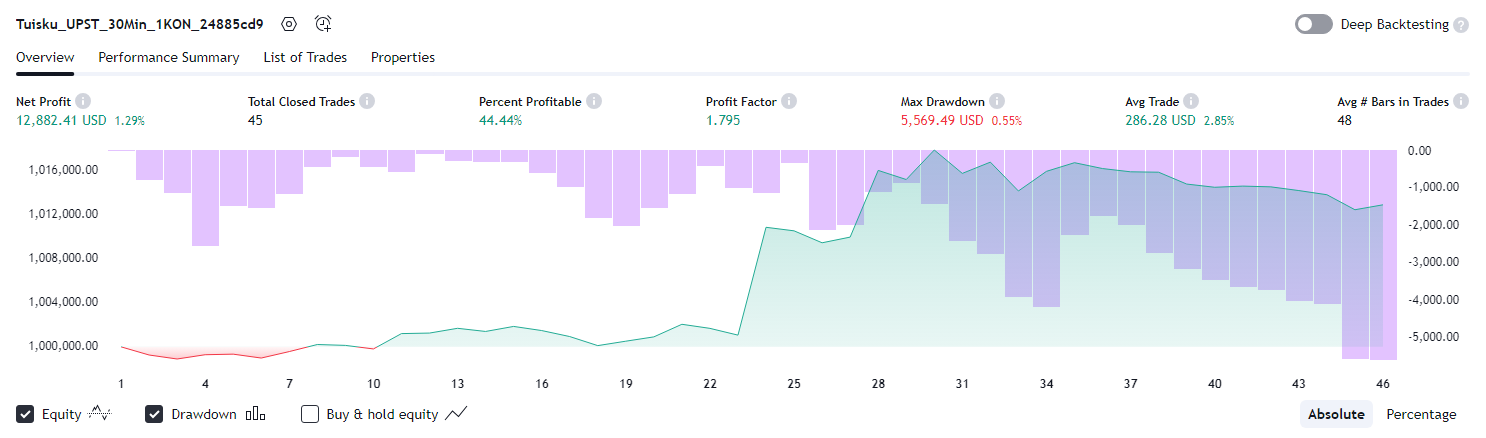 Tuisku_UPST_30Min_1KON_24885cd9 Deep Backtesting ?
Overview Performance Summary List of Trades Properties
Net Profit i Total Closed Trades i Percent Profitable i Profit Factor i Max Drawdown i Avg Trade i Avg # Bars in Trades i
12,882.41 USD 1.29% 45 44.44% 1.795 5,569.49 USD 0.55% 286.28 USD 2.85% 48
0.00
1,016,000.00
-1,000.00
1,012,000.00
-2,000.00
1,008,000.00
-3,000.00
1,004,000.00
-4,000.00
1,000,000.00
-5,000.00
1 4 7 10 13 16 19 22 25 28 31 34 37 40 43 46
Equity Drawdown Buy & hold equity Absolute Percentage